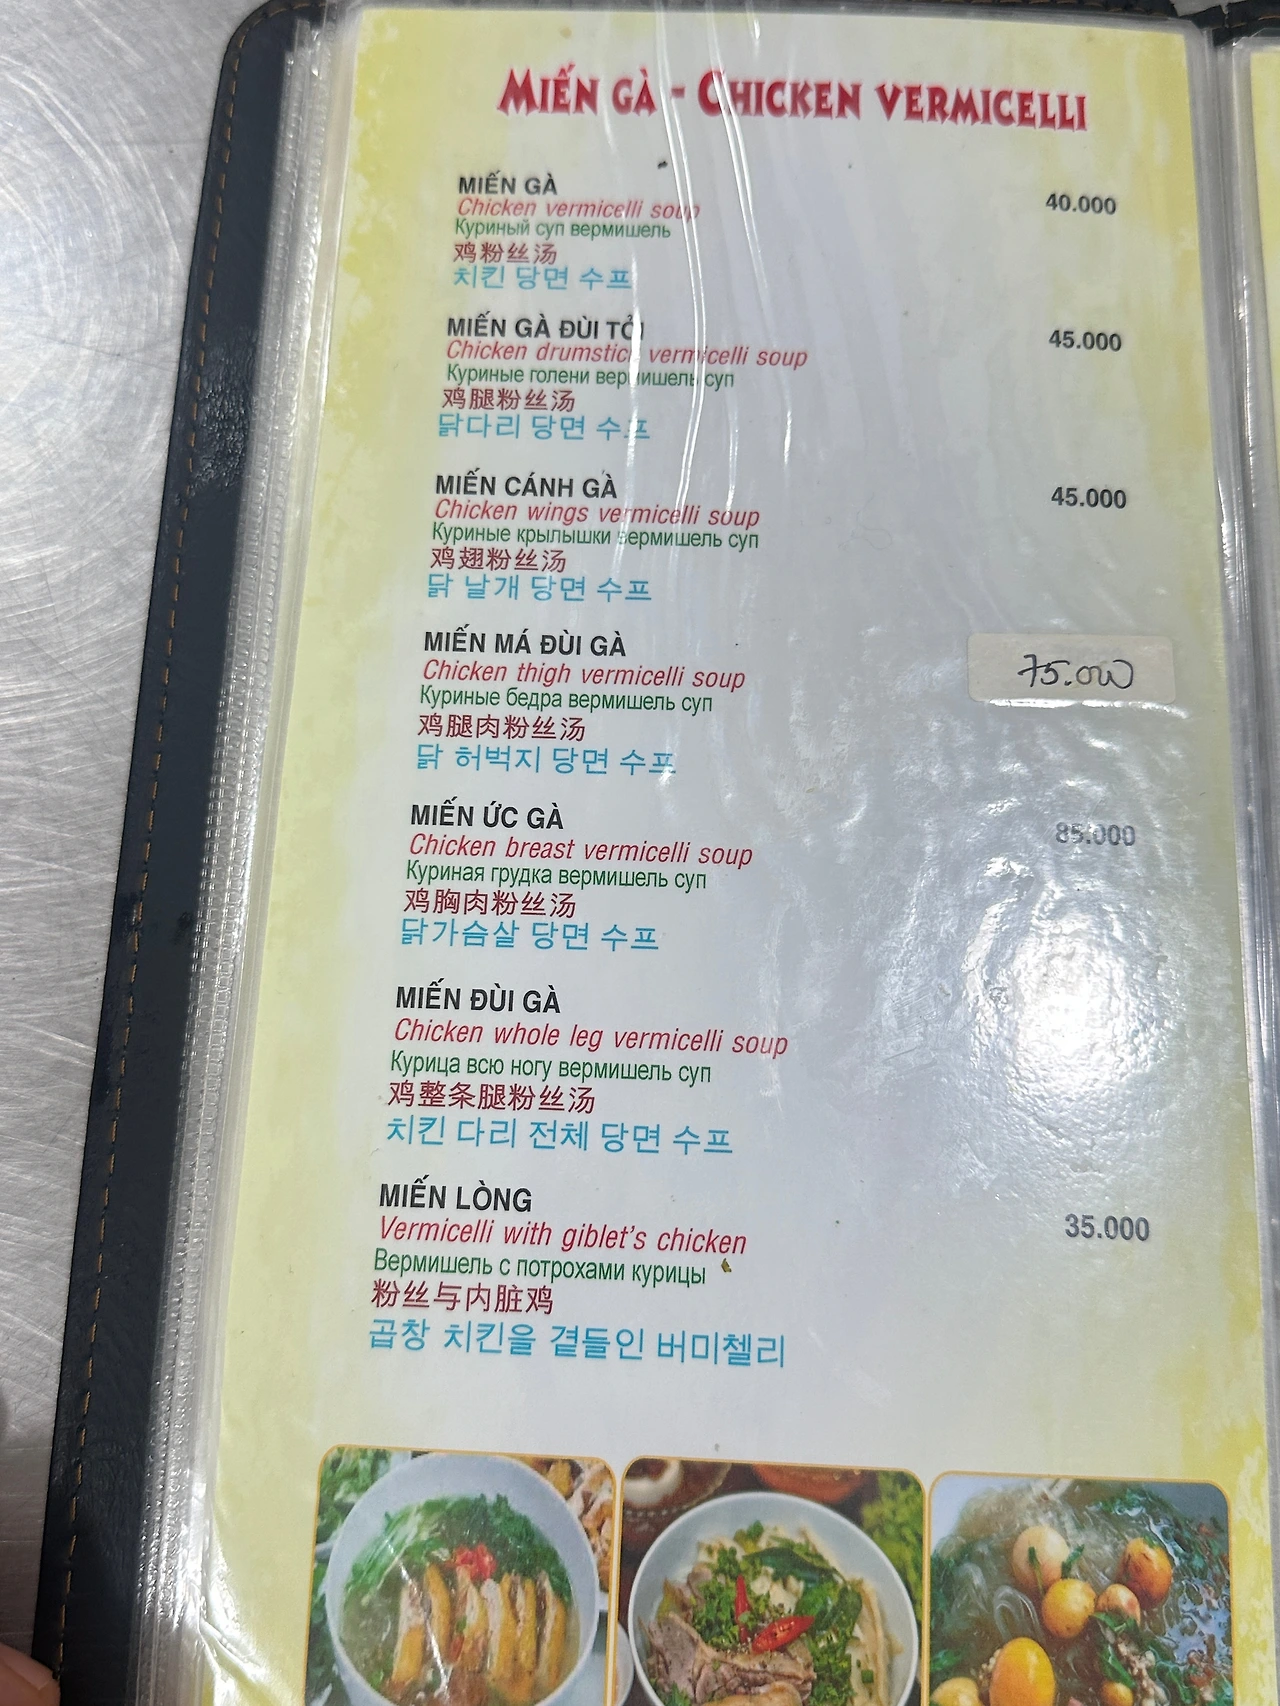 MIẾN GÀ - CHICKEN VERMICELLI
MIẾN GÀ
Chicken vermicelli soup
40.000
Куриный суп вермишель
鸡粉丝汤
치킨 당면 수프
MIẾN GÀ ĐÙI TỎI
Chicken drumstick vermicelli soup
45.000
Куриные голени вермишель суп
鸡腿粉丝汤
닭다리 당면 수프
MIẾN CÁNH GÀ
Chicken wings vermicelli soup
45.000
Куриные крылышки вермишель суп
鸡翅粉丝汤
닭 날개 당면 수프
MIẾN MÁ ĐÙI GÀ
Chicken thigh vermicelli soup
75.000
Куриные бедра вермишель суп
鸡腿肉粉丝汤
닭 허벅지 당면 수프
MIẾN ỨC GÀ
Chicken breast vermicelli soup
85.000
Куриная грудка вермишель суп
鸡胸肉粉丝汤
닭가슴살 당면 수프
MIẾN ĐÙI GÀ
Chicken whole leg vermicelli soup
Курица всю ногу вермишель суп
鸡整条腿粉丝汤
치킨 다리 전체 당면 수프
MIẾN LÒNG
Vermicelli with giblet's chicken
35.000
Вермишель с потрохами курицы
粉丝与内脏鸡
곱창 치킨을 곁들인 버미첼리